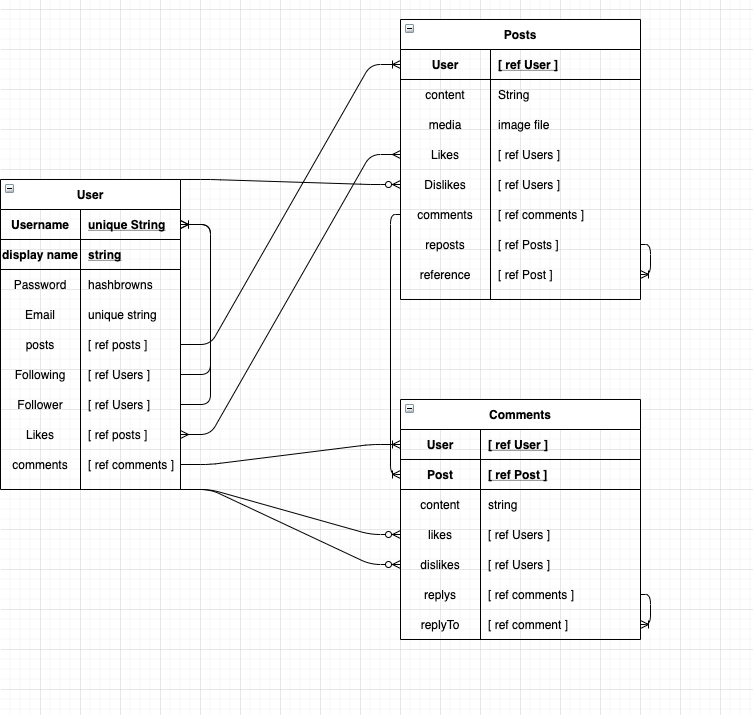 Posts
User [ ref User ]
content String
media image file
Likes [ ref Users ]
Dislikes [ ref Users ]
comments [ ref comments ]
reposts [ ref Posts ]
reference [ ref Post ]
User
Username unique String
display name string
Password hashbrowns
Email unique string
posts [ ref posts ]
Following [ ref Users ]
Follower [ ref Users ]
Likes [ ref posts ]
comments [ ref comments ]
Comments
User [ ref User ]
Post [ ref Post ]
content string
likes [ ref Users ]
dislikes [ ref Users ]
replys [ ref comments ]
replyTo [ ref comment ]